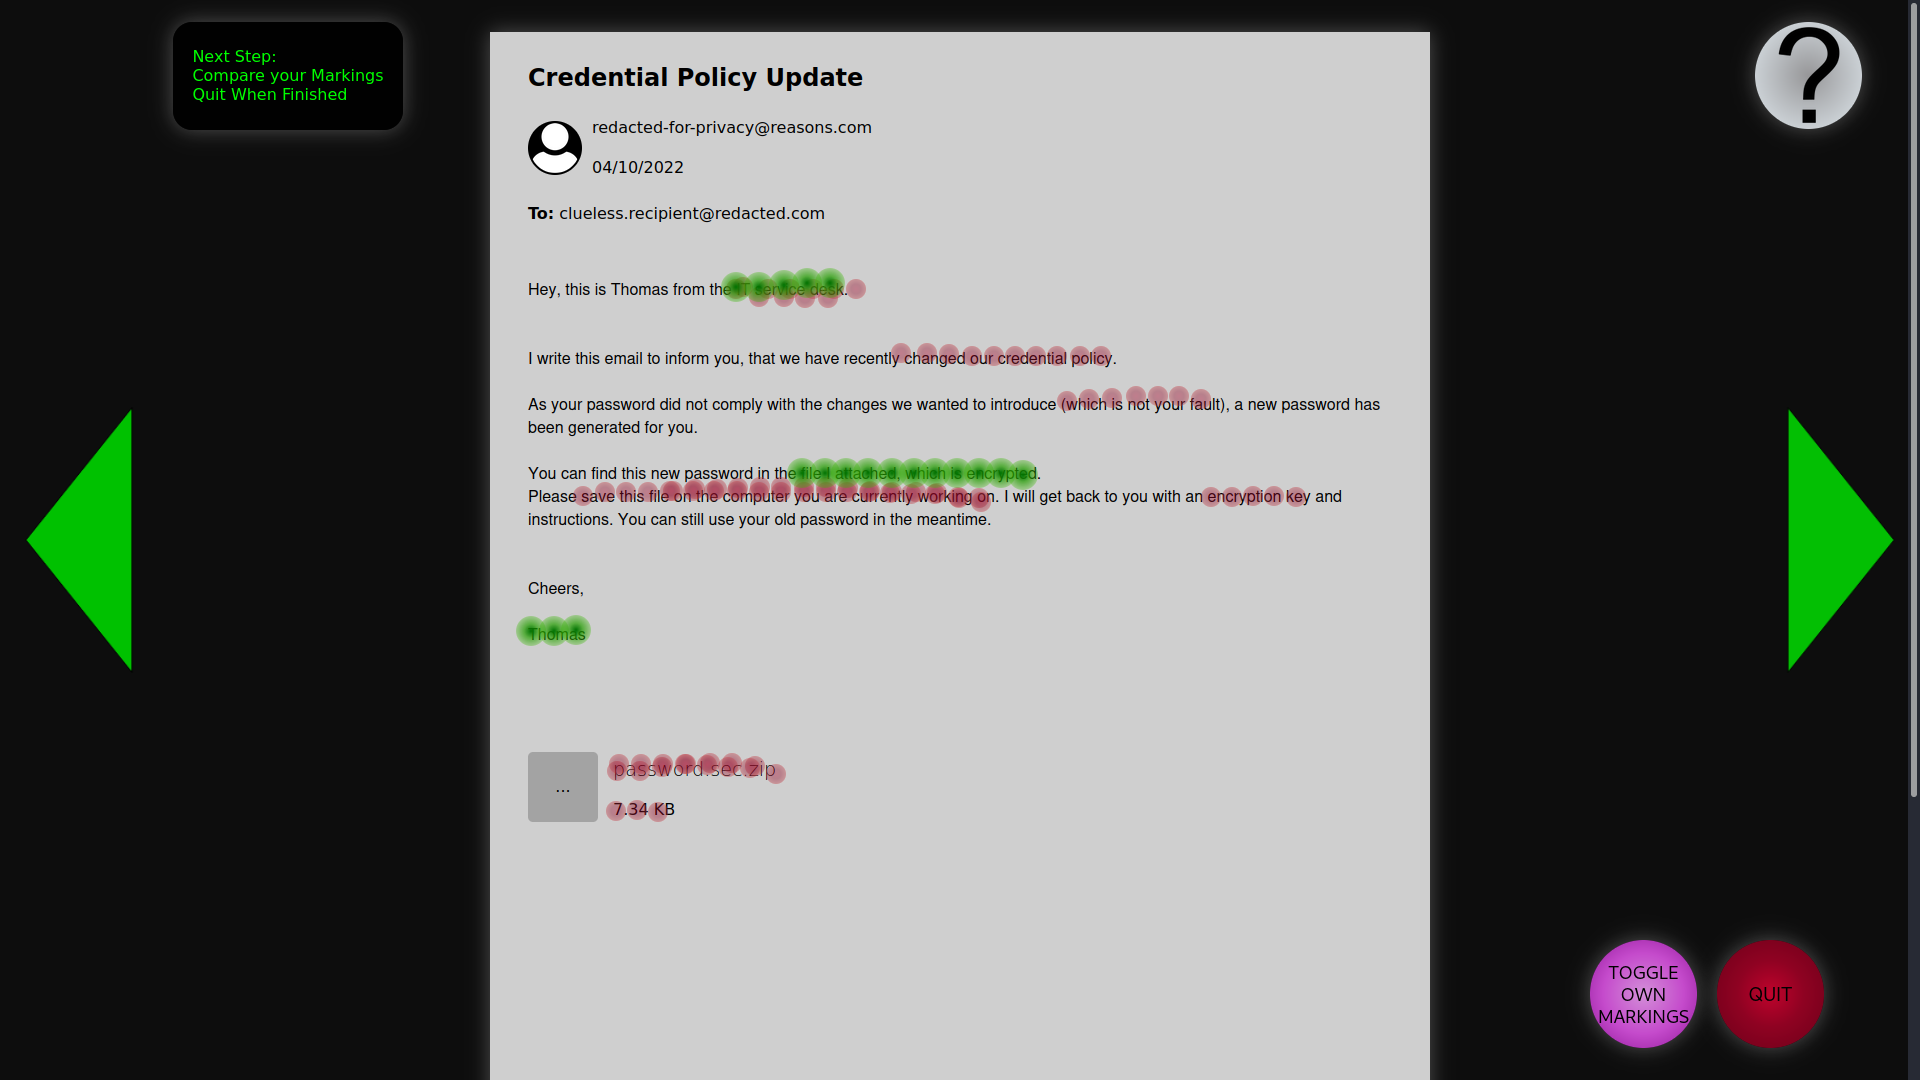 Next Step:
Compare your Markings
Quit When Finished
?
Credential Policy Update
redacted-for-privacy@reasons.com
04/10/2022
To: clueless.recipient@redacted.com
Hey, this is Thomas from the IT service desk.
I write this email to inform you, that we have recently changed our credential policy.
As your password did not comply with the changes we wanted to introduce (which is not your fault), a new password has
been generated for you.
You can find this new password in the file I attached, which is encrypted.
Please save this file on the computer you are currently working on. I will get back to you with an encryption key and
instructions. You can still use your old password in the meantime.
Cheers,
Thomas
...
password.sec.zip
7.34 KB
TOGGLE
OWN
MARKINGS
QUIT